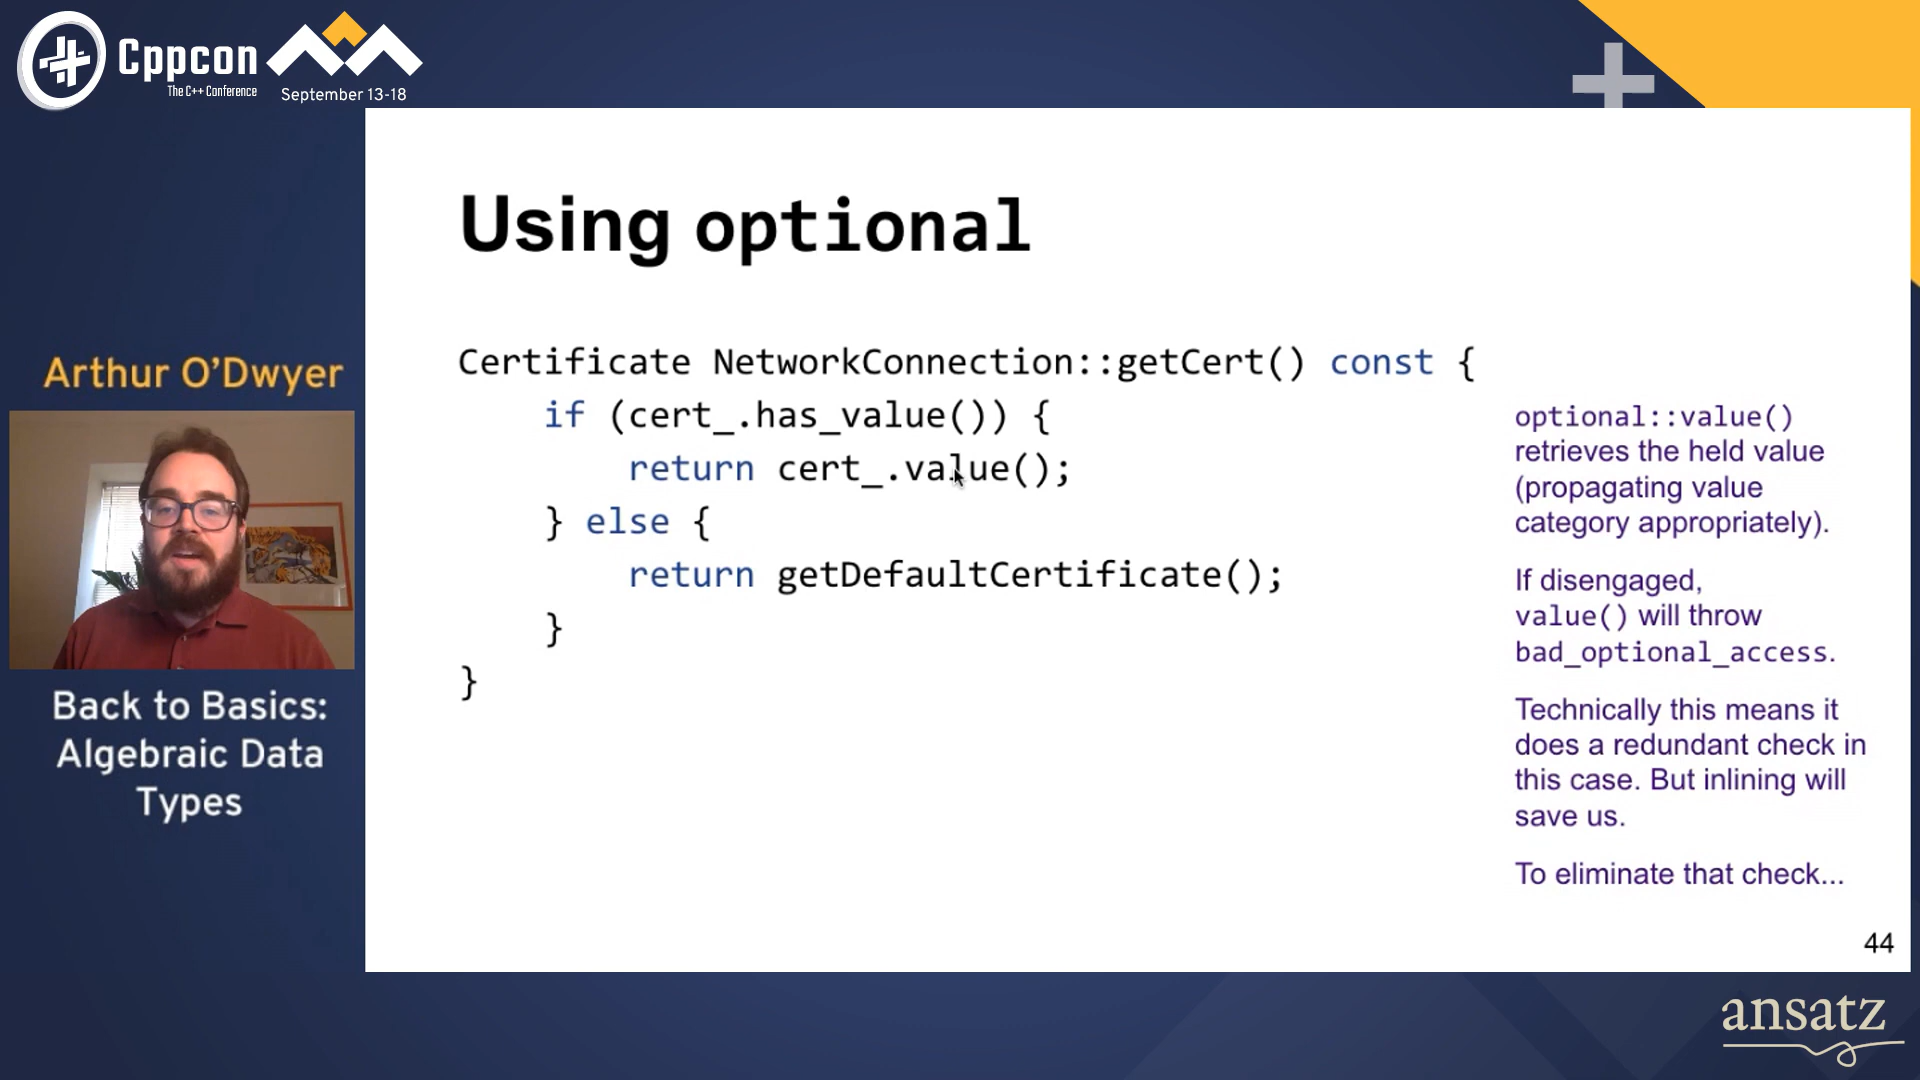 Cppcon
The C++ Conference
September 13-18
Arthur O'Dwyer
Back to Basics:
Algebraic Data
Types
Using optional
Certificate NetworkConnection::getCert() const {
    if (cert_.has_value()) {
        return cert_.value();
    } else {
        return getDefaultCertificate();
    }
}
optional::value()
retrieves the held value
(propagating value
category appropriately).
If disengaged,
value() will throw
bad_optional_access.
Technically this means it
does a redundant check in
this case. But inlining will
save us.
To eliminate that check...
44
ansatz